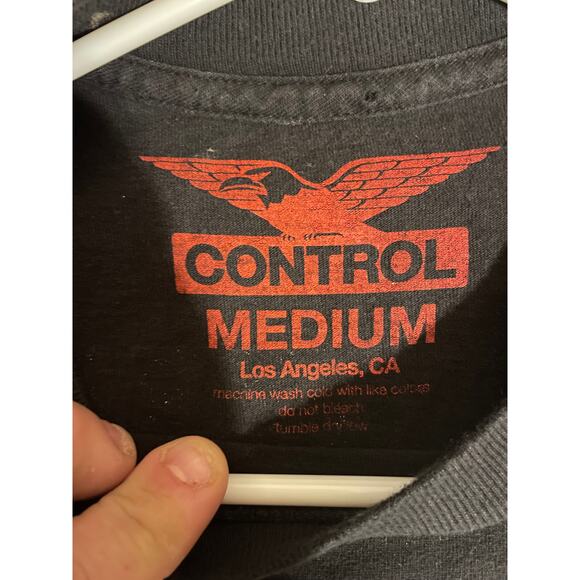 CONTROL
MEDIUM
Los Angeles, CA
machine wash cold with like colors
do not bleach
tumble dry low